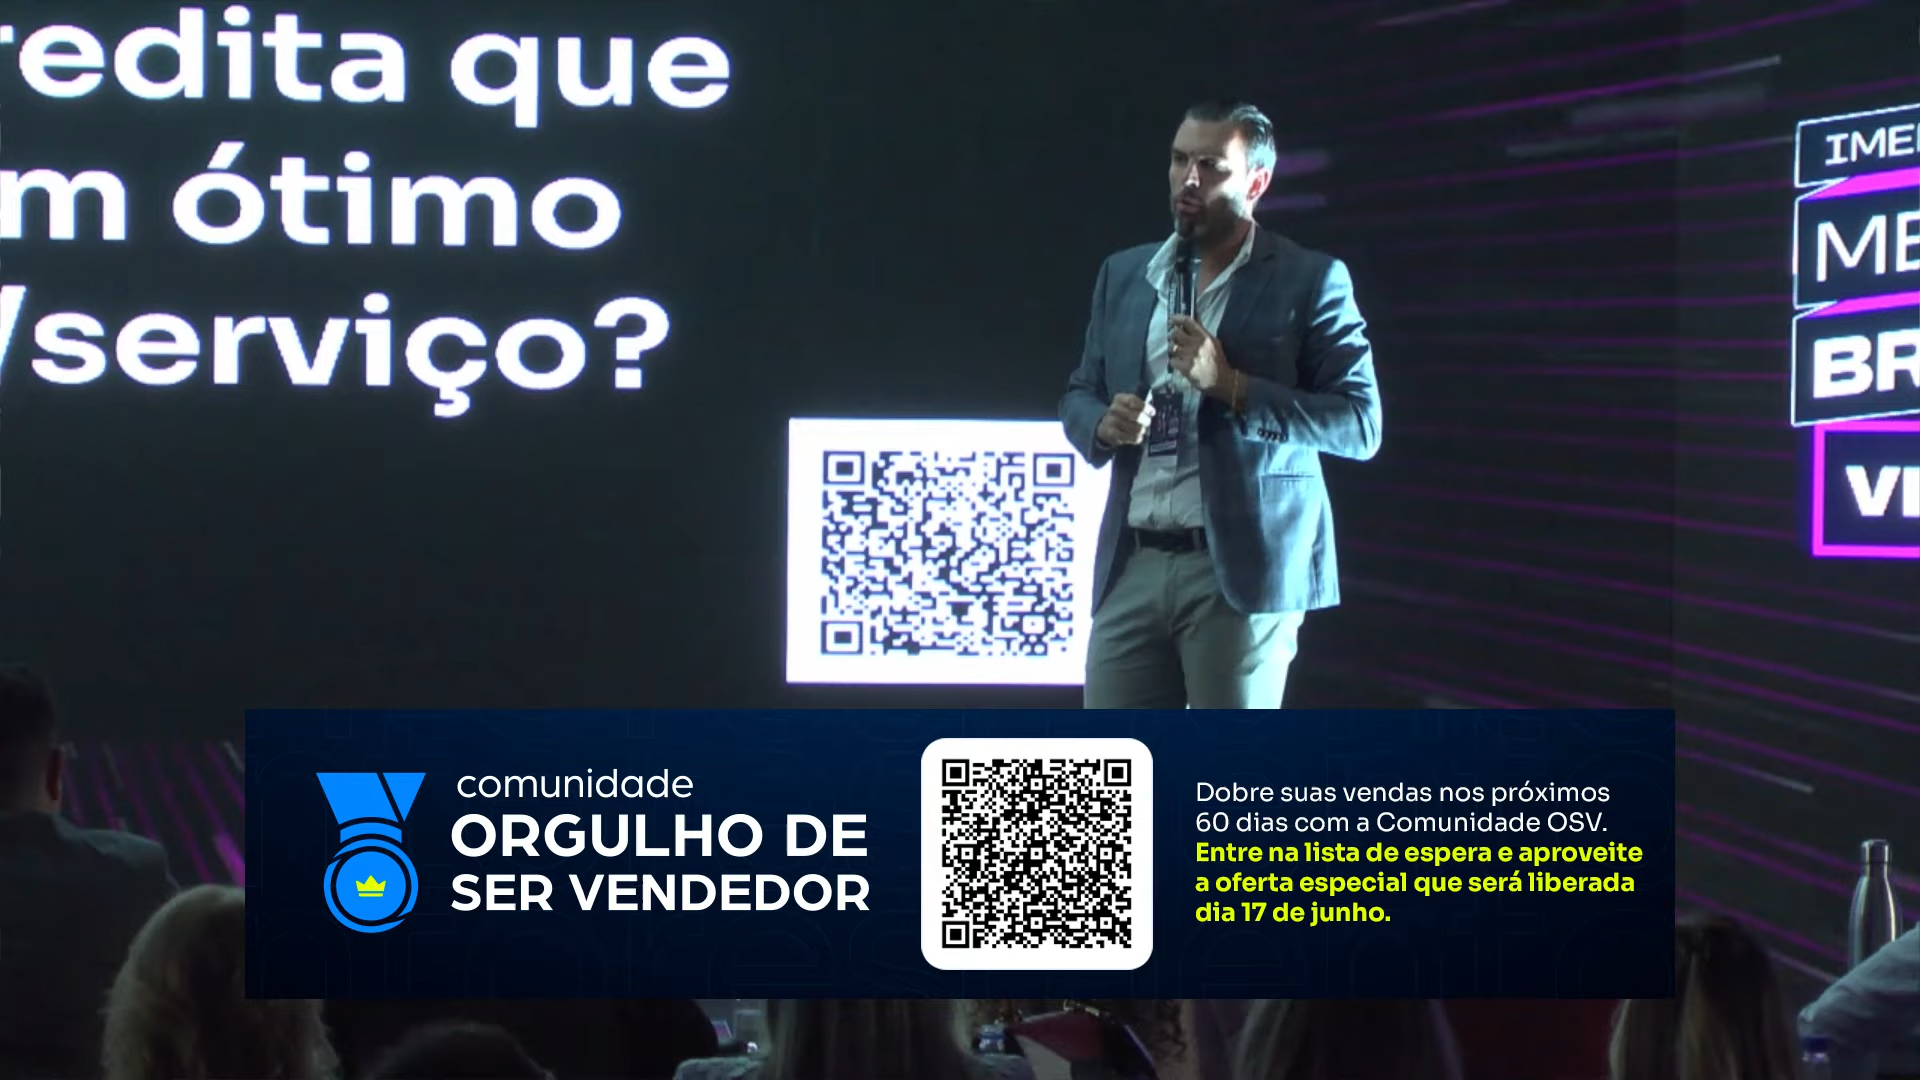 redita que
m ótimo
/serviço?
IME
ME
BR
VI
comunidade
ORGULHO DE
SER VENDEDOR
Dobre suas vendas nos próximos
60 dias com a Comunidade OSV.
Entre na lista de espera e aproveite
a oferta especial que será liberada
dia 17 de junho.